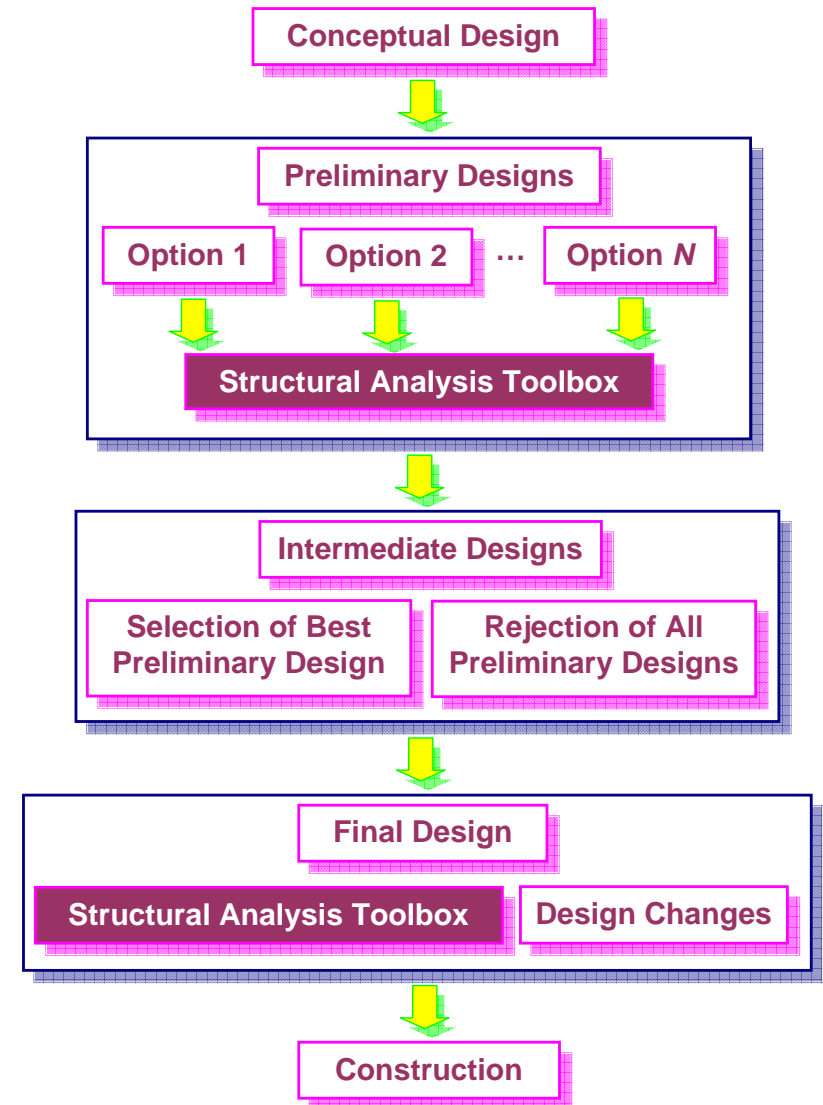 Conceptual Design
Preliminary Designs
Option 1
Option 2
...
Option N
Structural Analysis Toolbox
Intermediate Designs
Selection of Best
Preliminary Design
Rejection of All
Preliminary Designs
Final Design
Structural Analysis Toolbox
Design Changes
Construction